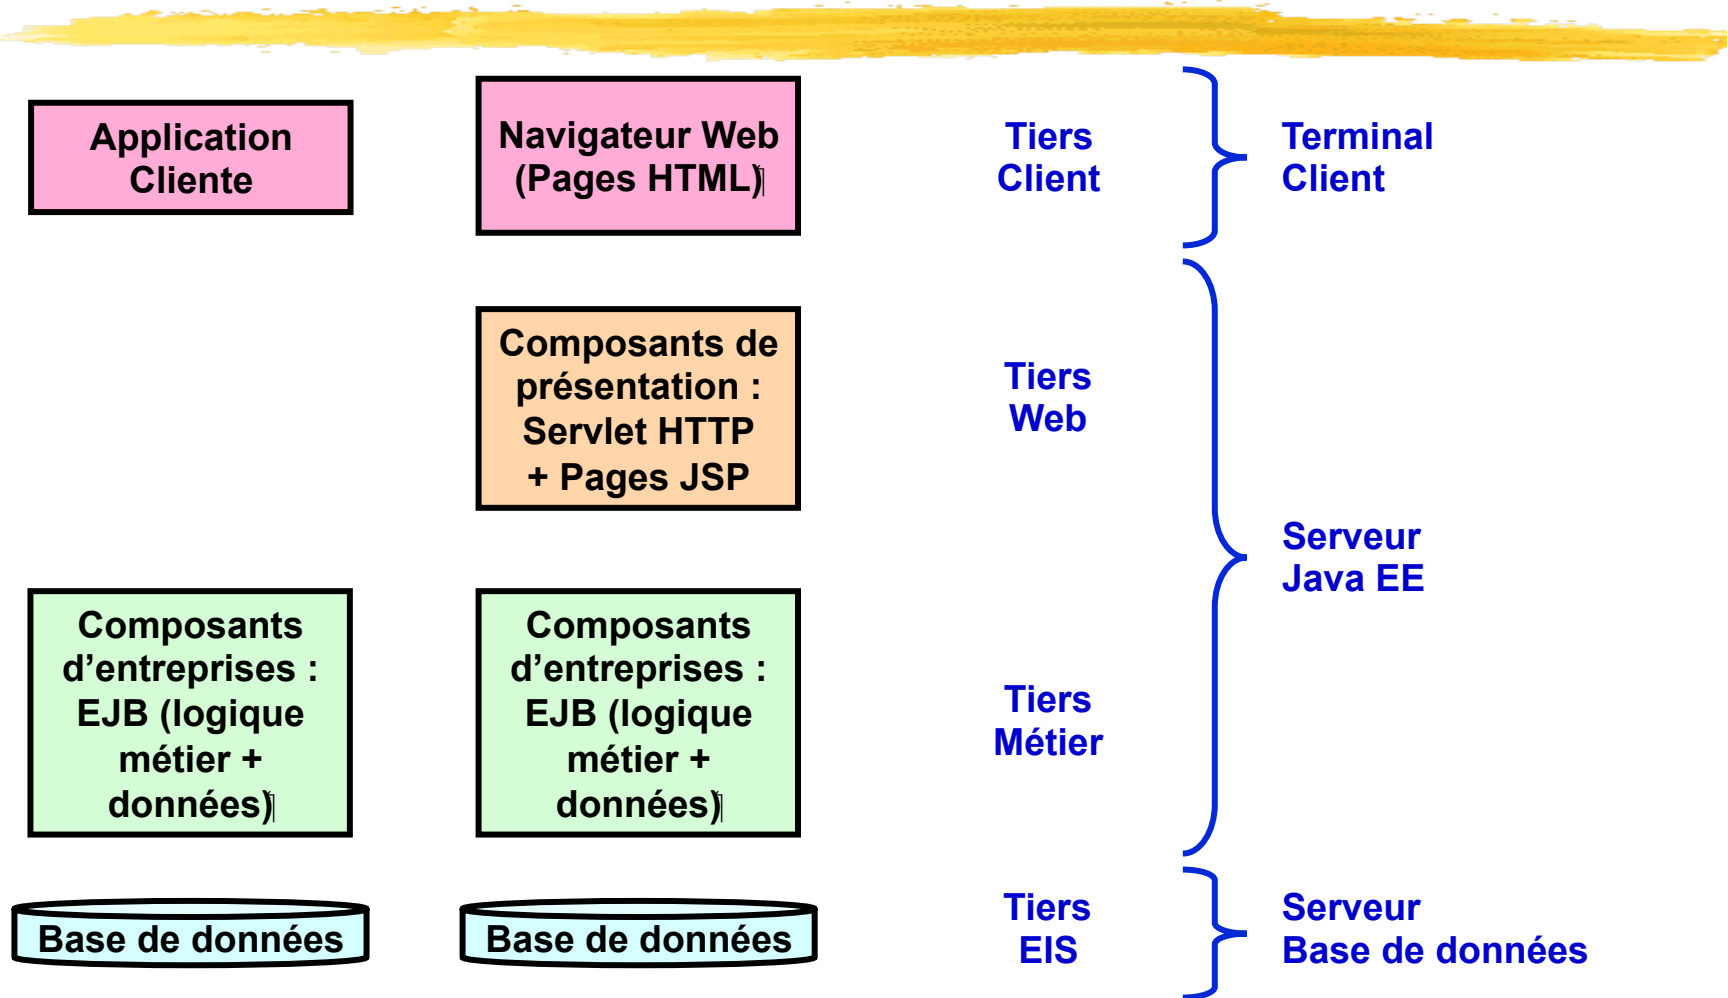 Application
Cliente
Navigateur Web
(Pages HTML)
Tiers
Client
Terminal
Client
Composants de
présentation :
Servlet HTTP
+ Pages JSP
Tiers
Web
Serveur
Java EE
Composants
d’entreprises :
EJB (logique
métier +
données)
Composants
d’entreprises :
EJB (logique
métier +
données)
Tiers
Métier
Base de données
Base de données
Tiers
EIS
Serveur
Base de données